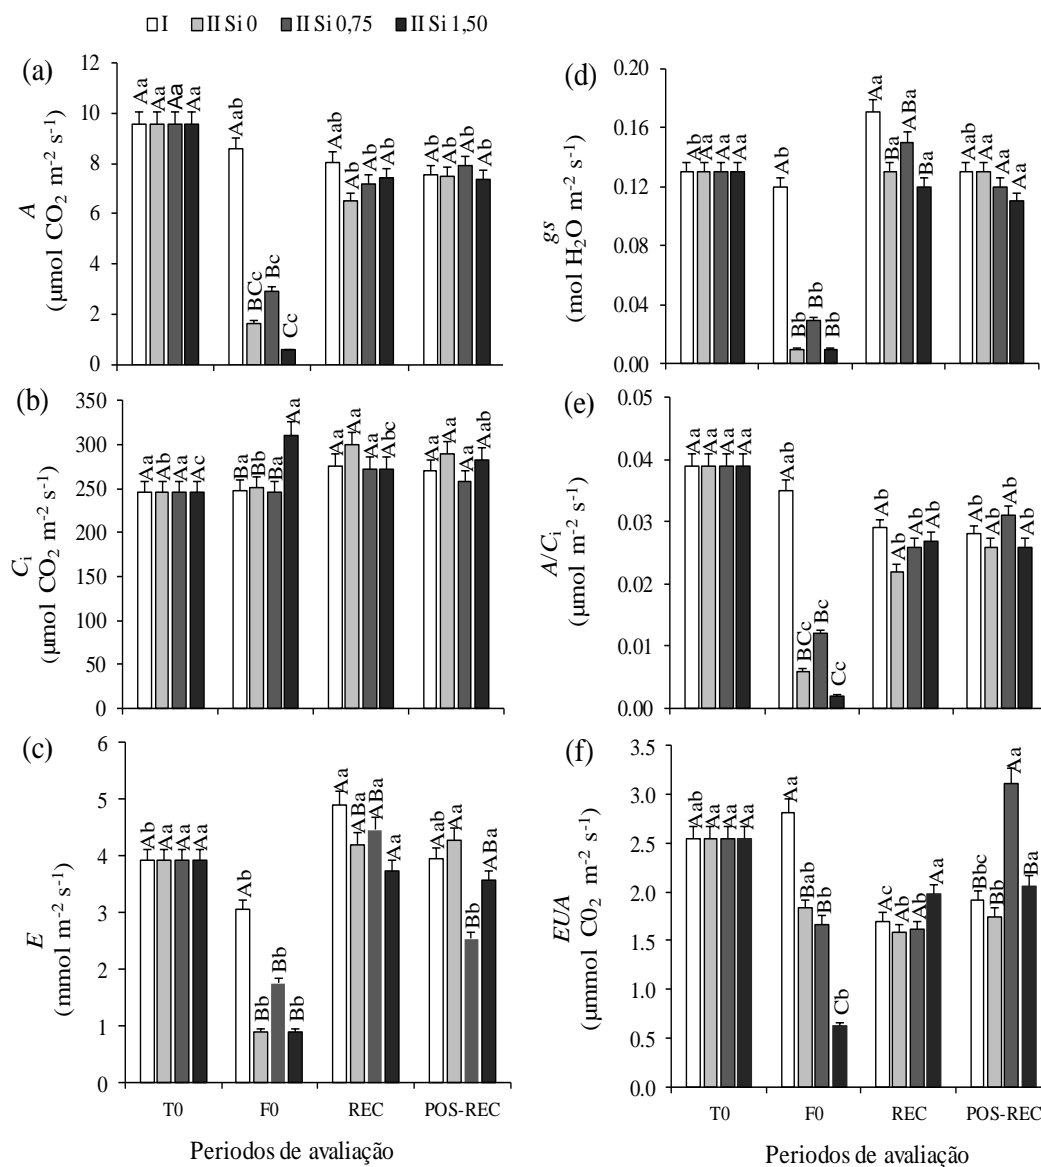 I II Si 0 II Si 0,75 II Si 1,50
(a)
A
(µmol CO₂ m⁻² s⁻¹)
12
10
8
6
4
2
0
Aa Aa Aa Aa
Aab BCc Bc Cc
Aab Ab Ab Ab
Ab Ab Ab Ab
(d)
gs
(mol H₂O m⁻² s⁻¹)
0.20
0.16
0.12
0.08
0.04
0.00
Ab Aa Aa Aa
Ab Bb Bb Bb
Aa Ba ABa Ba
Aab Aa Aa Aa
(b)
Cᵢ
(µmol CO₂ m⁻² s⁻¹)
350
300
250
200
150
100
50
0
Aa Ab Aa Ac
Ba Bb Ba Aa
Aa Aa Aa Abc
Aa Aa Aa Aab
(e)
A/Cᵢ
(µmol m⁻² s⁻¹)
0.05
0.04
0.03
0.02
0.01
0.00
Aa Aa Aa Aa
Aab BCc Bc Cc
Ab Ab Ab Ab
Ab Ab Ab Ab
(c)
E
(mmol m⁻² s⁻¹)
6
5
4
3
2
1
0
Ab Aa Aa Aa
Ab Bb Bb Bb
Aa ABa ABa Aa
Aab Aa Bb ABa
T0 F0 REC POS-REC
Periodos de avaliação
(f)
EUA
(µmmol C0₂ m⁻² s⁻¹)
3.5
3.0
2.5
2.0
1.5
1.0
0.5
0.0
Aab Aa Aa Aa
Aa Bab Bb Cb
Ac Ab Ab Aa
Bbc Bb Aa Ba
T0 F0 REC POS-REC
Periodos de avaliação